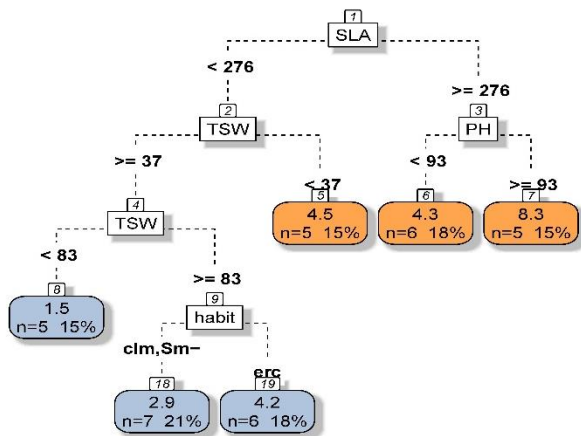 1
SLA
< 276
>= 276
2
TSW
3
PH
>= 37
< 37
< 93
>= 93
4
TSW
5
4.5
n=5 15%
6
4.3
n=6 18%
7
8.3
n=5 15%
< 83
>= 83
8
1.5
n=5 15%
9
habit
clm,Sm−
erc
18
2.9
n=7 21%
19
4.2
n=6 18%